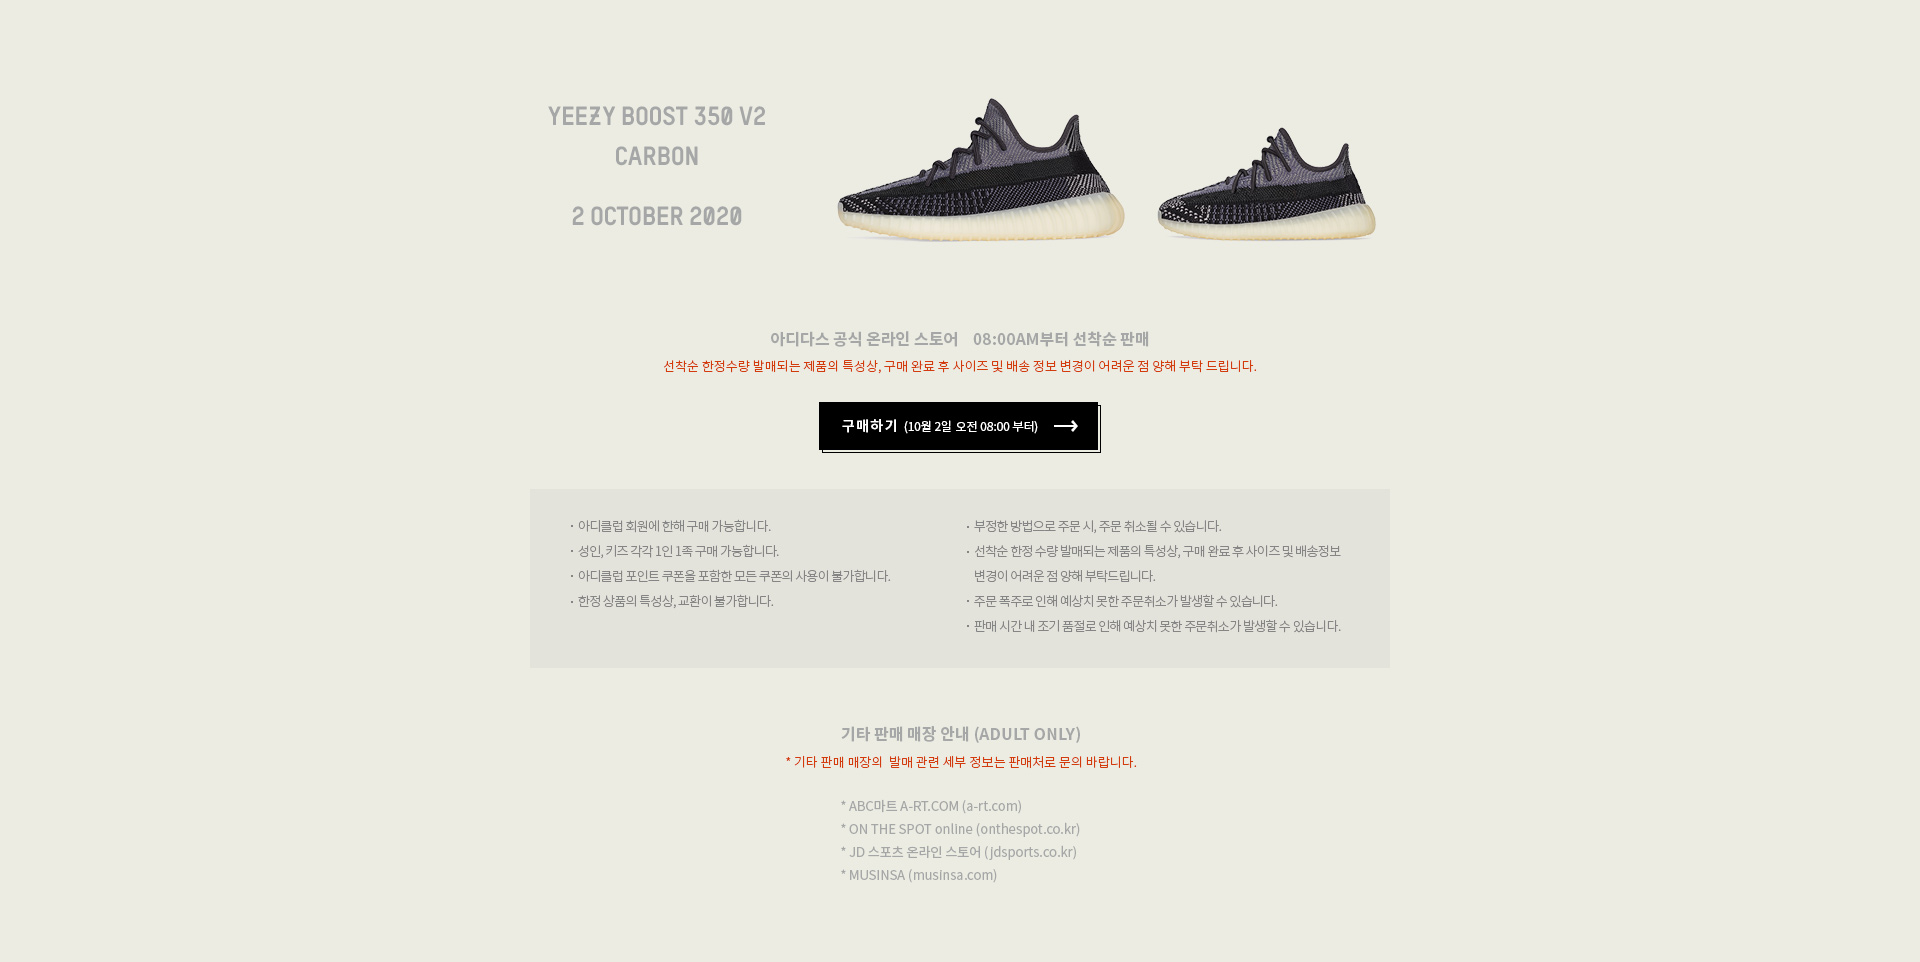 YEEZY BOOST 350 V2
CARBON
2 OCTOBER 2020
아디다스 공식 온라인 스토어 08:00AM부터 선착순 판매
선착순 한정수량 발매되는 제품의 특성상, 구매 완료 후 사이즈 및 배송 정보 변경이 어려운 점 양해 부탁 드립니다.
구매하기 (10월 2일 오전 08:00 부터)
· 아디클럽 회원에 한해 구매 가능합니다.
· 성인, 키즈 각각 1인 1족 구매 가능합니다.
· 아디클럽 포인트 쿠폰을 포함한 모든 쿠폰의 사용이 불가합니다.
· 한정 상품의 특성상, 교환이 불가합니다.
· 부정한 방법으로 주문 시, 주문 취소될 수 있습니다.
· 선착순 한정 수량 발매되는 제품의 특성상, 구매 완료 후 사이즈 및 배송정보
변경이 어려운 점 양해 부탁드립니다.
· 주문 폭주로 인해 예상치 못한 주문취소가 발생할 수 있습니다.
· 판매 시간 내 조기 품절로 인해 예상치 못한 주문취소가 발생할 수 있습니다.
기타 판매 매장 안내 (ADULT ONLY)
* 기타 판매 매장의 발매 관련 세부 정보는 판매처로 문의 바랍니다.
* ABC마트 A-RT.COM (a-rt.com)
* ON THE SPOT online (onthespot.co.kr)
* JD 스포츠 온라인 스토어 (jdsports.co.kr)
* MUSINSA (musinsa.com)